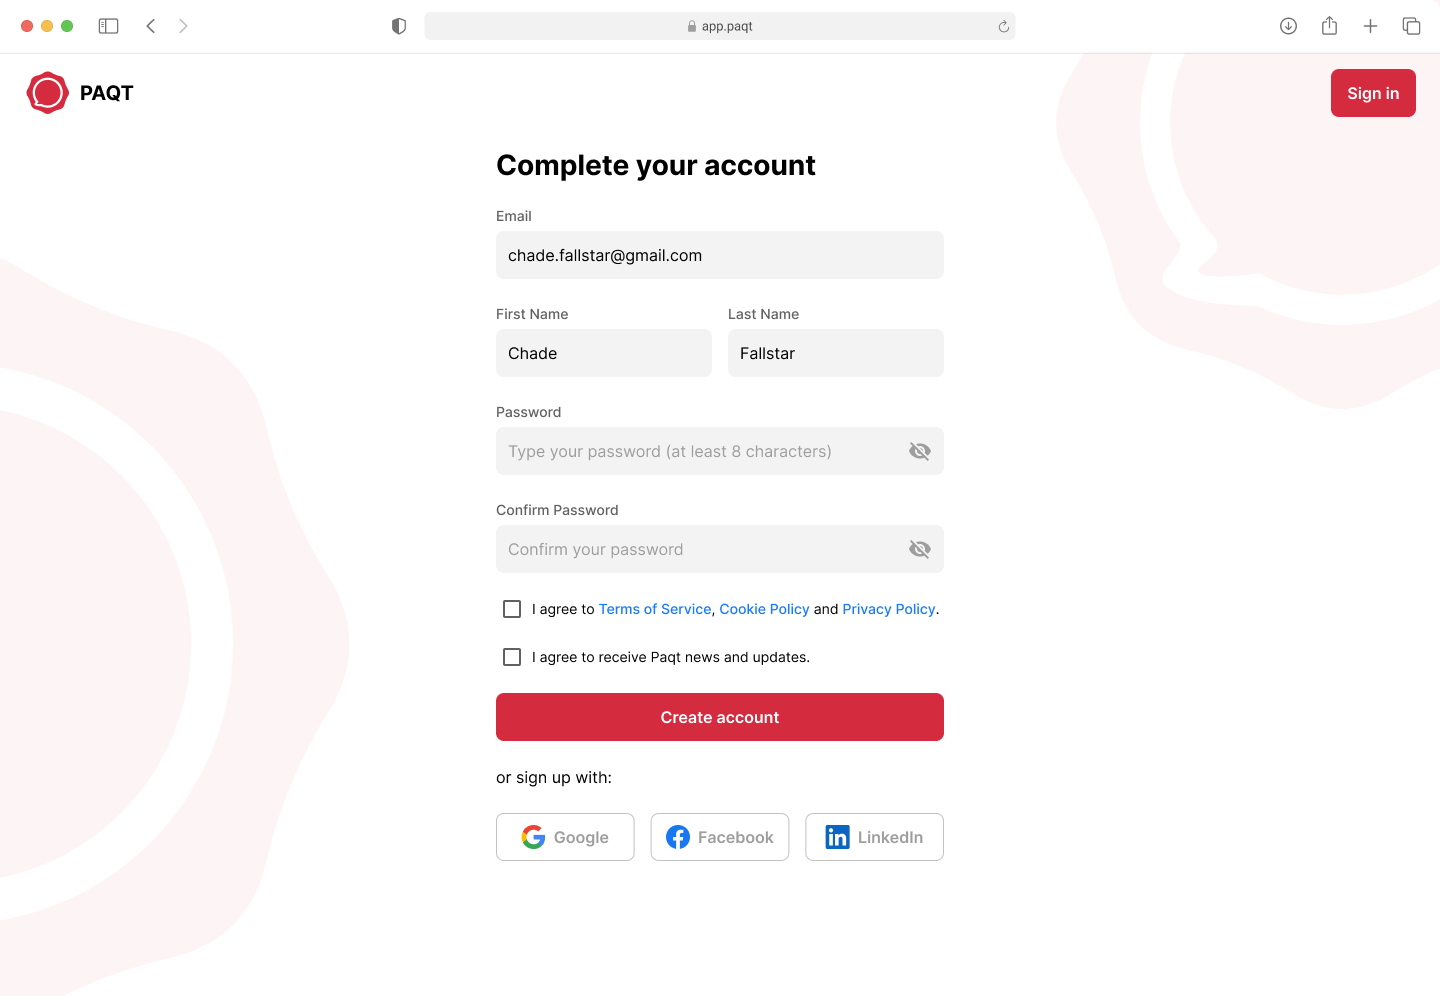 app.paqt
PAQT
Sign in
Complete your account
Email
chade.fallstar@gmail.com
First Name
Last Name
Chade
Fallstar
Password
Type your password (at least 8 characters)
Confirm Password
Confirm your password
I agree to Terms of Service, Cookie Policy and Privacy Policy.
I agree to receive Paqt news and updates.
Create account
or sign up with:
Google
Facebook
LinkedIn